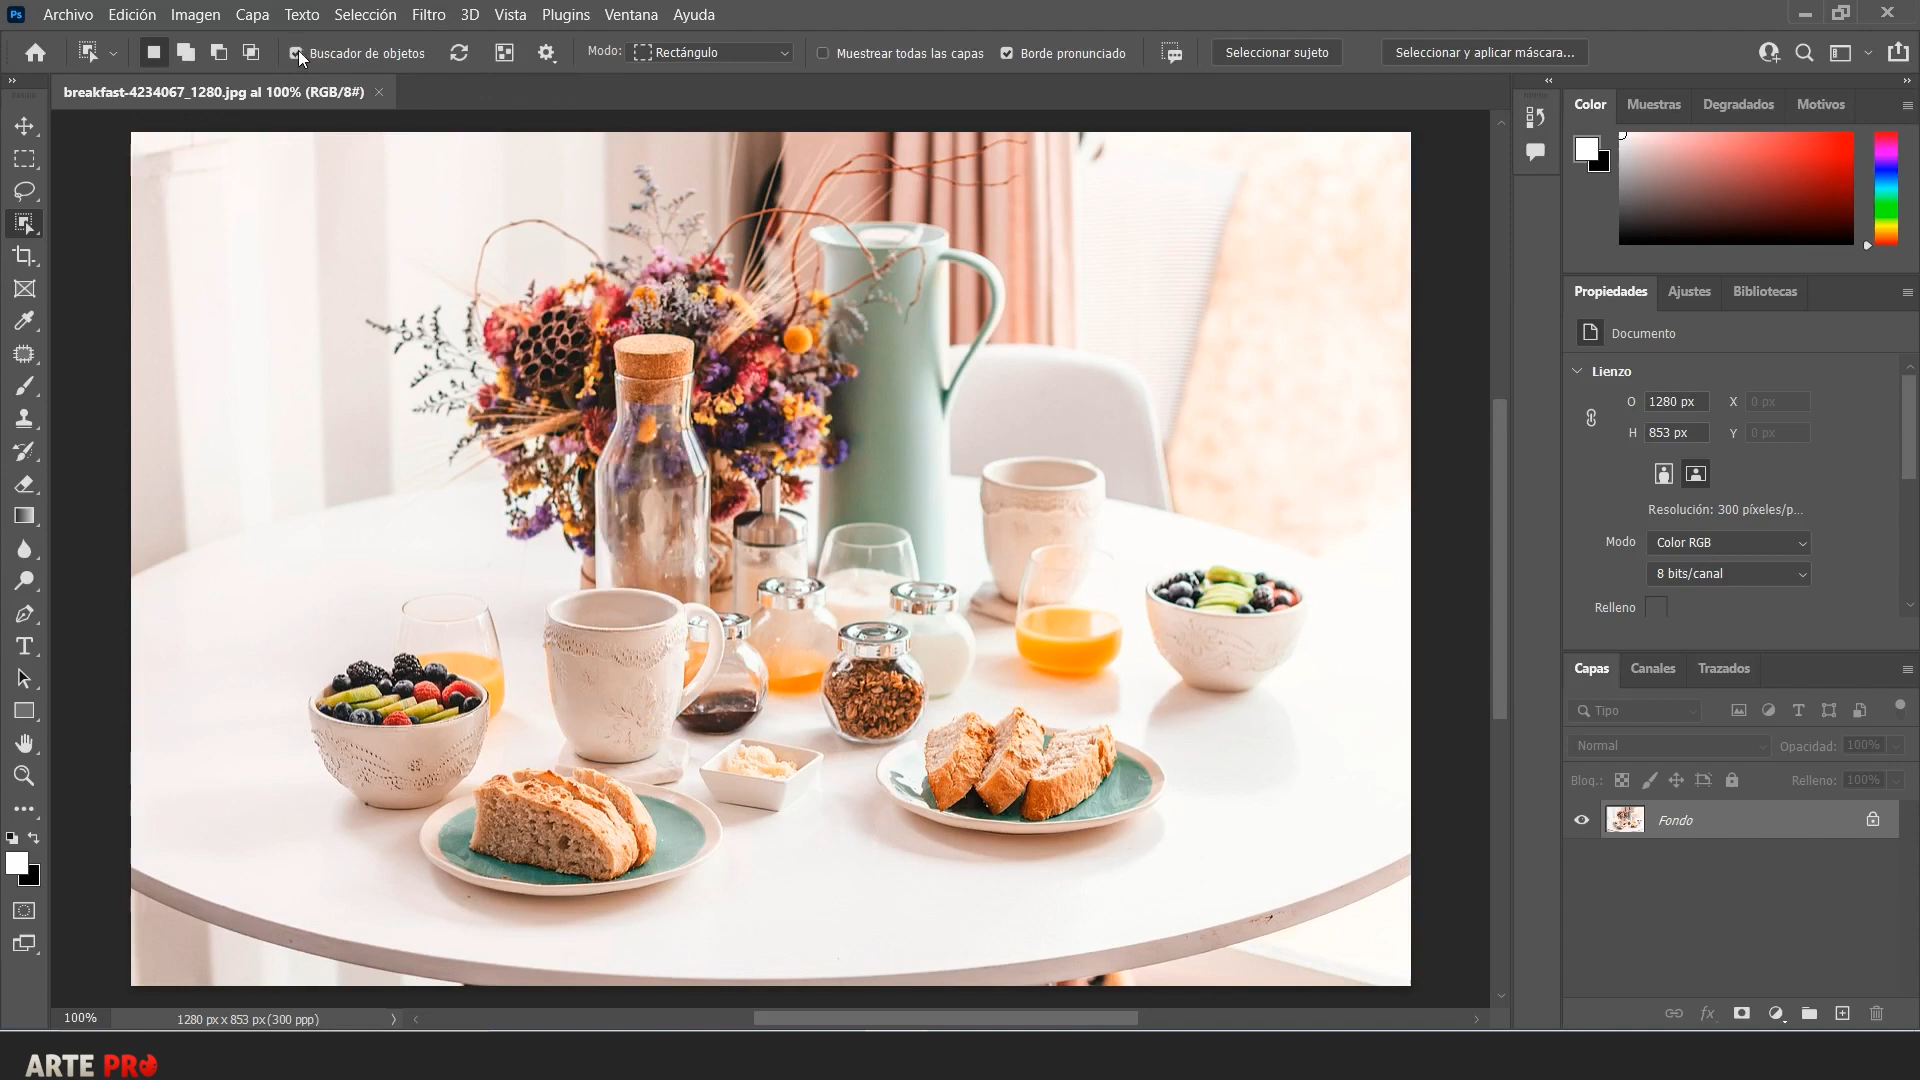 Ps Archivo Edición Imagen Capa Texto Selección Filtro 3D Vista Plugins Ventana Ayuda
Buscador de objetos Modo: Rectángulo Muestrear todas las capas Borde pronunciado Seleccionar sujeto Seleccionar y aplicar máscara...
breakfast-4234067_1280.jpg al 100% (RGB/8#)
Color Muestras Degradados Motivos
Propiedades Ajustes Bibliotecas
Documento
Lienzo
O 1280 px X 0 px
H 853 px Y 0 px
Resolución: 300 píxeles/p...
Modo Color RGB
8 bits/canal
Relleno
Capas Canales Trazados
Tipo
Normal Opacidad: 100%
Bloq.: Relleno: 100%
Fondo
100% 1280 px x 853 px (300 ppp)
fx
ARTE PRO